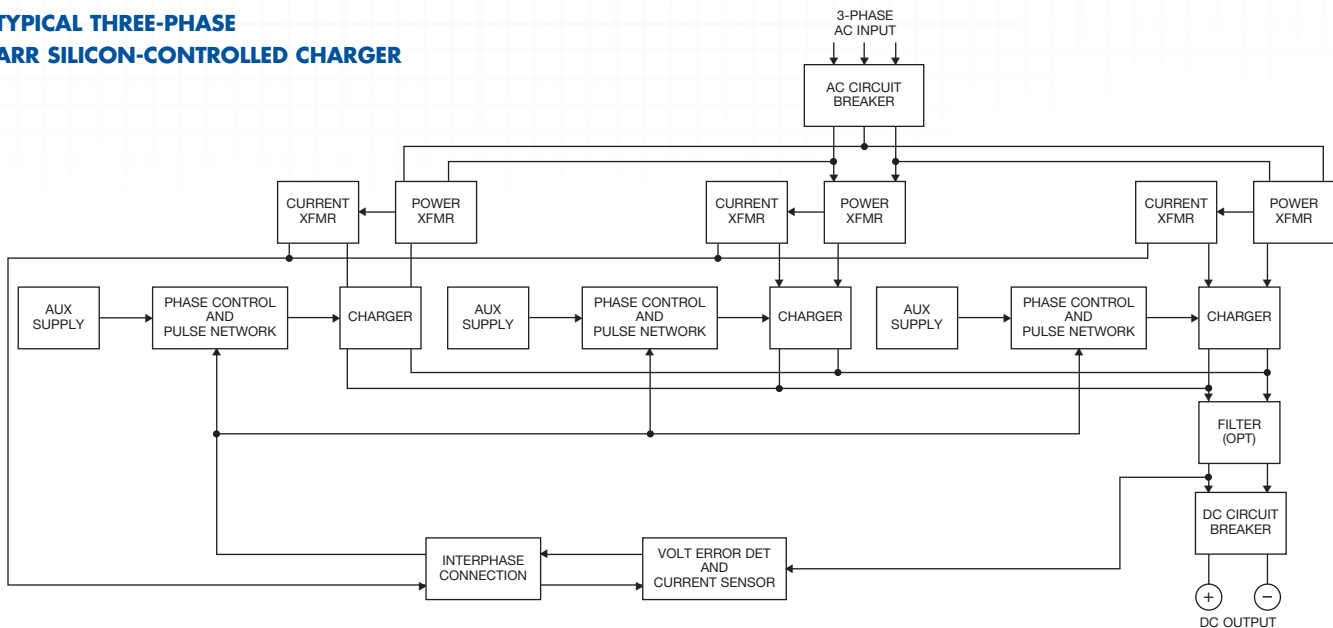 TYPICAL THREE-PHASE
ARR SILICON-CONTROLLED CHARGER
3-PHASE
AC INPUT
AC CIRCUIT
BREAKER
CURRENT
XFMR
POWER
XFMR
CURRENT
XFMR
POWER
XFMR
CURRENT
XFMR
POWER
XFMR
AUX
SUPPLY
PHASE CONTROL
AND
PULSE NETWORK
CHARGER
AUX
SUPPLY
PHASE CONTROL
AND
PULSE NETWORK
CHARGER
AUX
SUPPLY
PHASE CONTROL
AND
PULSE NETWORK
CHARGER
FILTER
(OPT)
DC CIRCUIT
BREAKER
INTERPHASE
CONNECTION
VOLT ERROR DET
AND
CURRENT SENSOR
+ −
DC OUTPUT